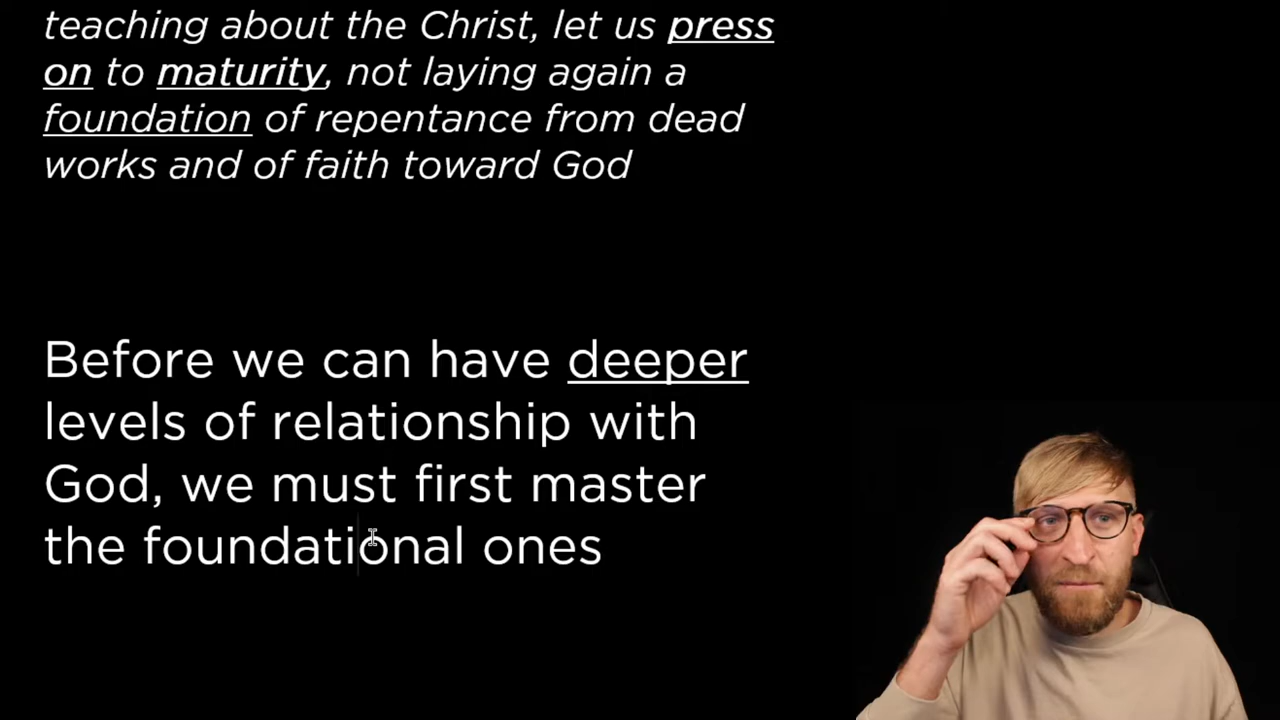 teaching about the Christ, let us press
on to maturity, not laying again a
foundation of repentance from dead
works and of faith toward God
Before we can have deeper
levels of relationship with
God, we must first master
the foundational ones